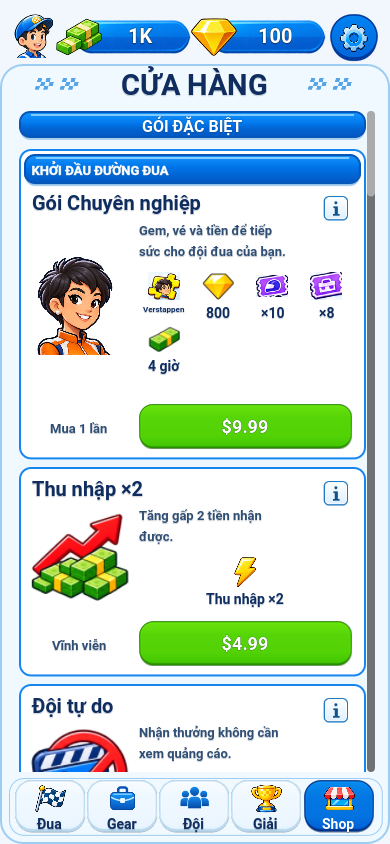 1K
100
CỬA HÀNG
GÓI ĐẶC BIỆT
KHỞI ĐẦU ĐƯỜNG ĐUA
Gói Chuyên nghiệp
Gem, vé và tiền để tiếp
sức cho đội đua của bạn.
Verstappen
800
×10
×8
4 giờ
Mua 1 lần
$9.99
Thu nhập ×2
Tăng gấp 2 tiền nhận
được.
Thu nhập ×2
Vĩnh viễn
$4.99
Đội tự do
Nhận thưởng không cần
xem quảng cáo.
Đua
Gear
Đội
Giải
Shop